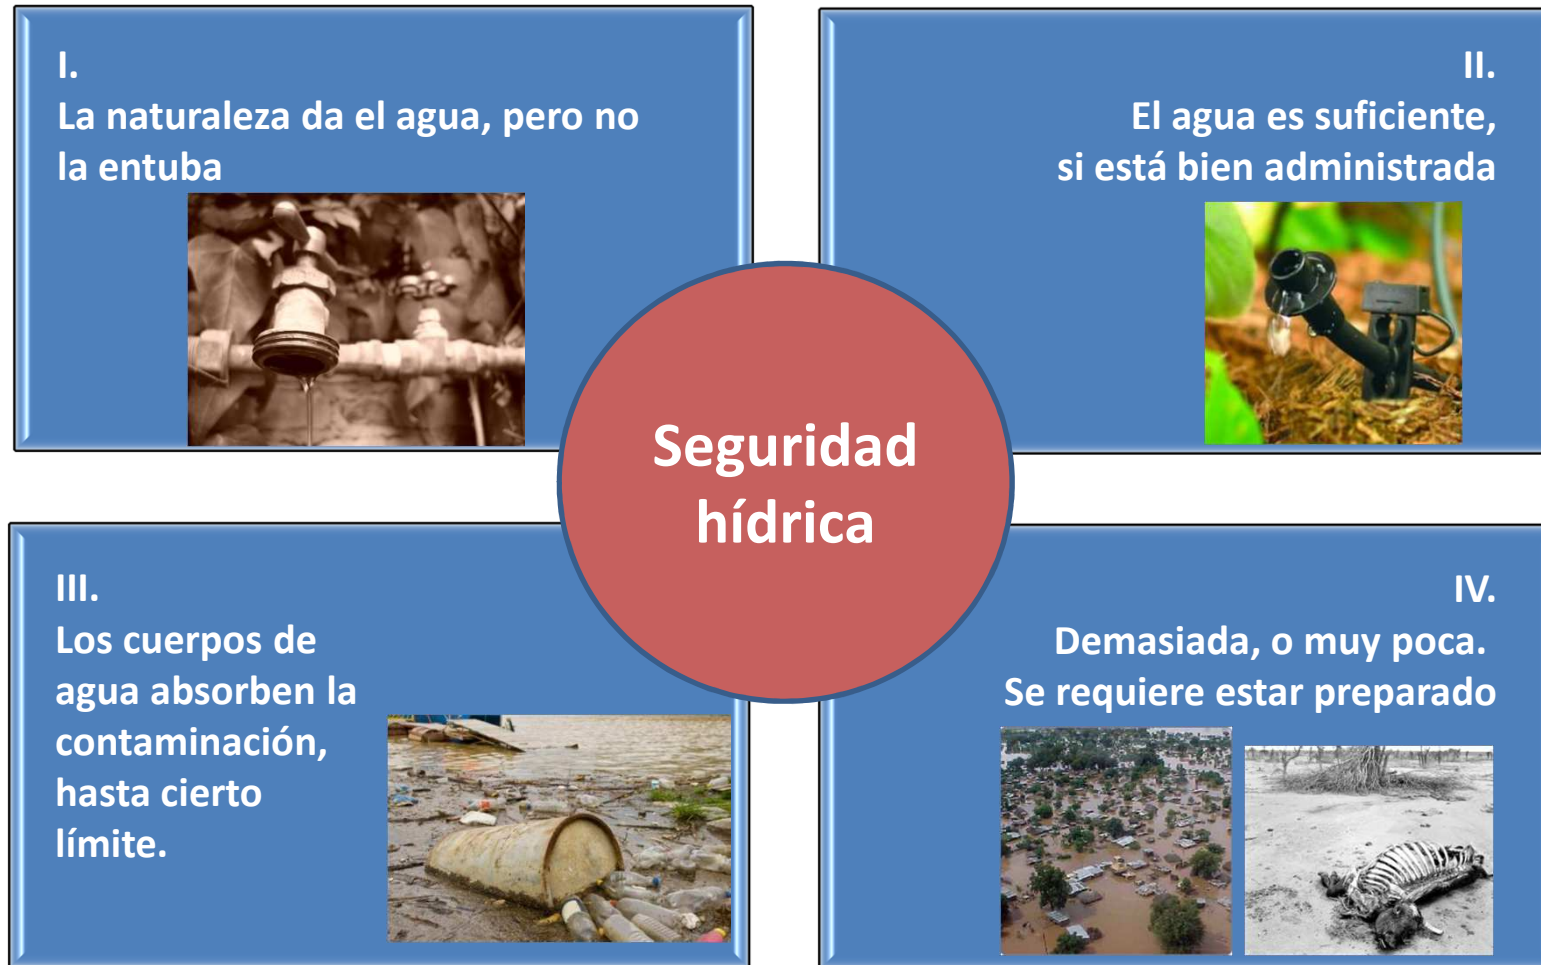 I.
La naturaleza da el agua, pero no
la entuba
II.
El agua es suficiente,
si está bien administrada
Seguridad
hídrica
III.
Los cuerpos de
agua absorben la
contaminación,
hasta cierto
límite.
IV.
Demasiada, o muy poca.
Se requiere estar preparado